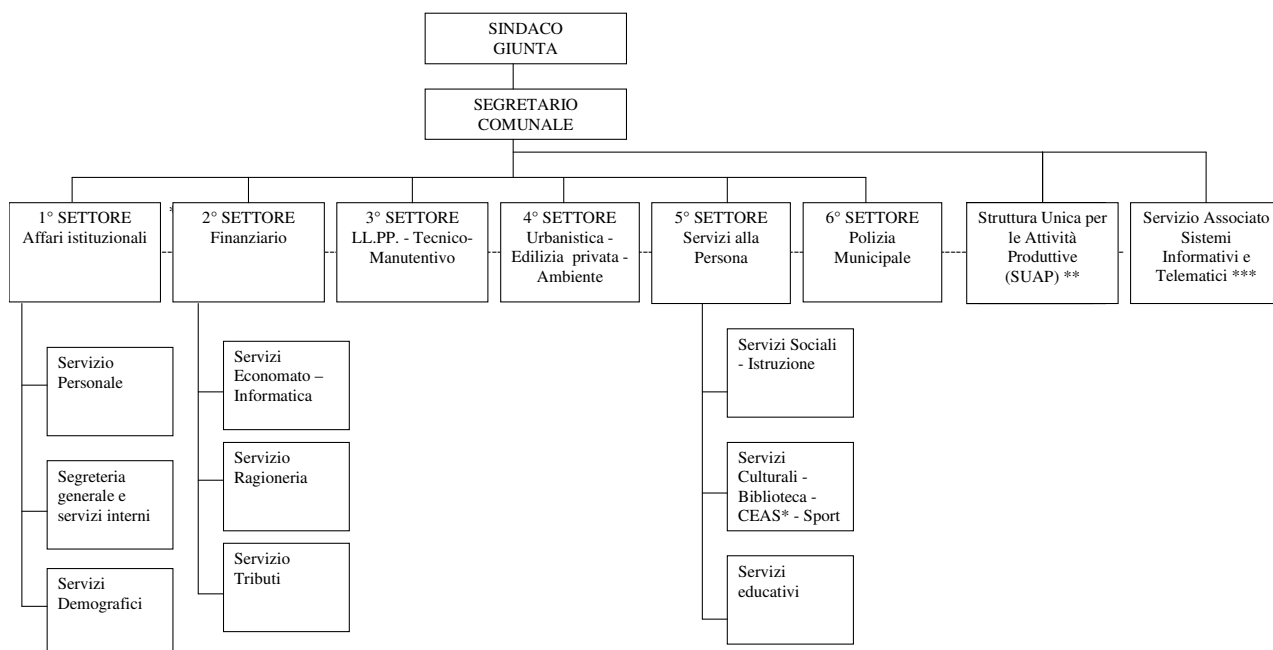 SINDACO
GIUNTA
SEGRETARIO
COMUNALE
1° SETTORE
Affari istituzionali
2° SETTORE
Finanziario
3° SETTORE
LL.PP. - Tecnico-
Manutentivo
4° SETTORE
Urbanistica -
Edilizia privata -
Ambiente
5° SETTORE
Servizi alla
Persona
6° SETTORE
Polizia
Municipale
Struttura Unica per
le Attività
Produttive
(SUAP) **
Servizio Associato
Sistemi
Informativi e
Telematici ***
Servizio
Personale
Segreteria
generale e
servizi interni
Servizi
Demografici
Servizi
Economato –
Informatica
Servizio
Ragioneria
Servizio
Tributi
Servizi Sociali
- Istruzione
Servizi
Culturali -
Biblioteca -
CEAS* - Sport
Servizi
educativi